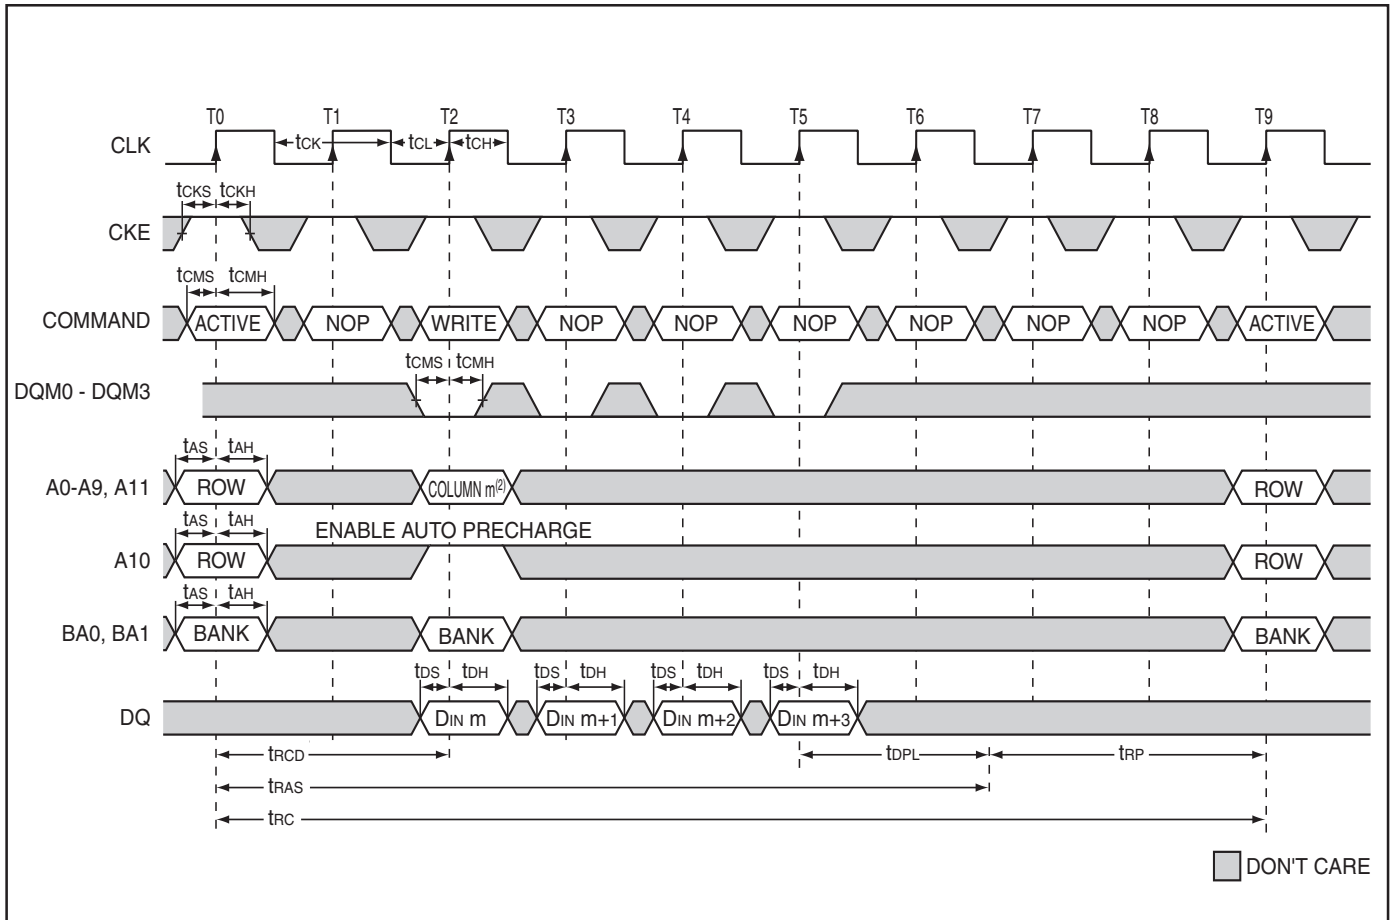 T0 T1 T2 T3 T4 T5 T6 T7 T8 T9
CLK tCK tCL tCH
tCKS tCKH
CKE
tCMS tCMH
COMMAND ACTIVE NOP WRITE NOP NOP NOP NOP NOP NOP ACTIVE
tCMS tCMH
DQM0 - DQM3
tAS tAH
A0-A9, A11 ROW COLUMN m(2) ROW
tAS tAH ENABLE AUTO PRECHARGE
A10 ROW ROW
tAS tAH
BA0, BA1 BANK BANK BANK
tDS tDH tDS tDH tDS tDH tDS tDH
DQ DIN m DIN m+1 DIN m+2 DIN m+3
tRCD tDPL tRP
tRAS
tRC
DON'T CARE